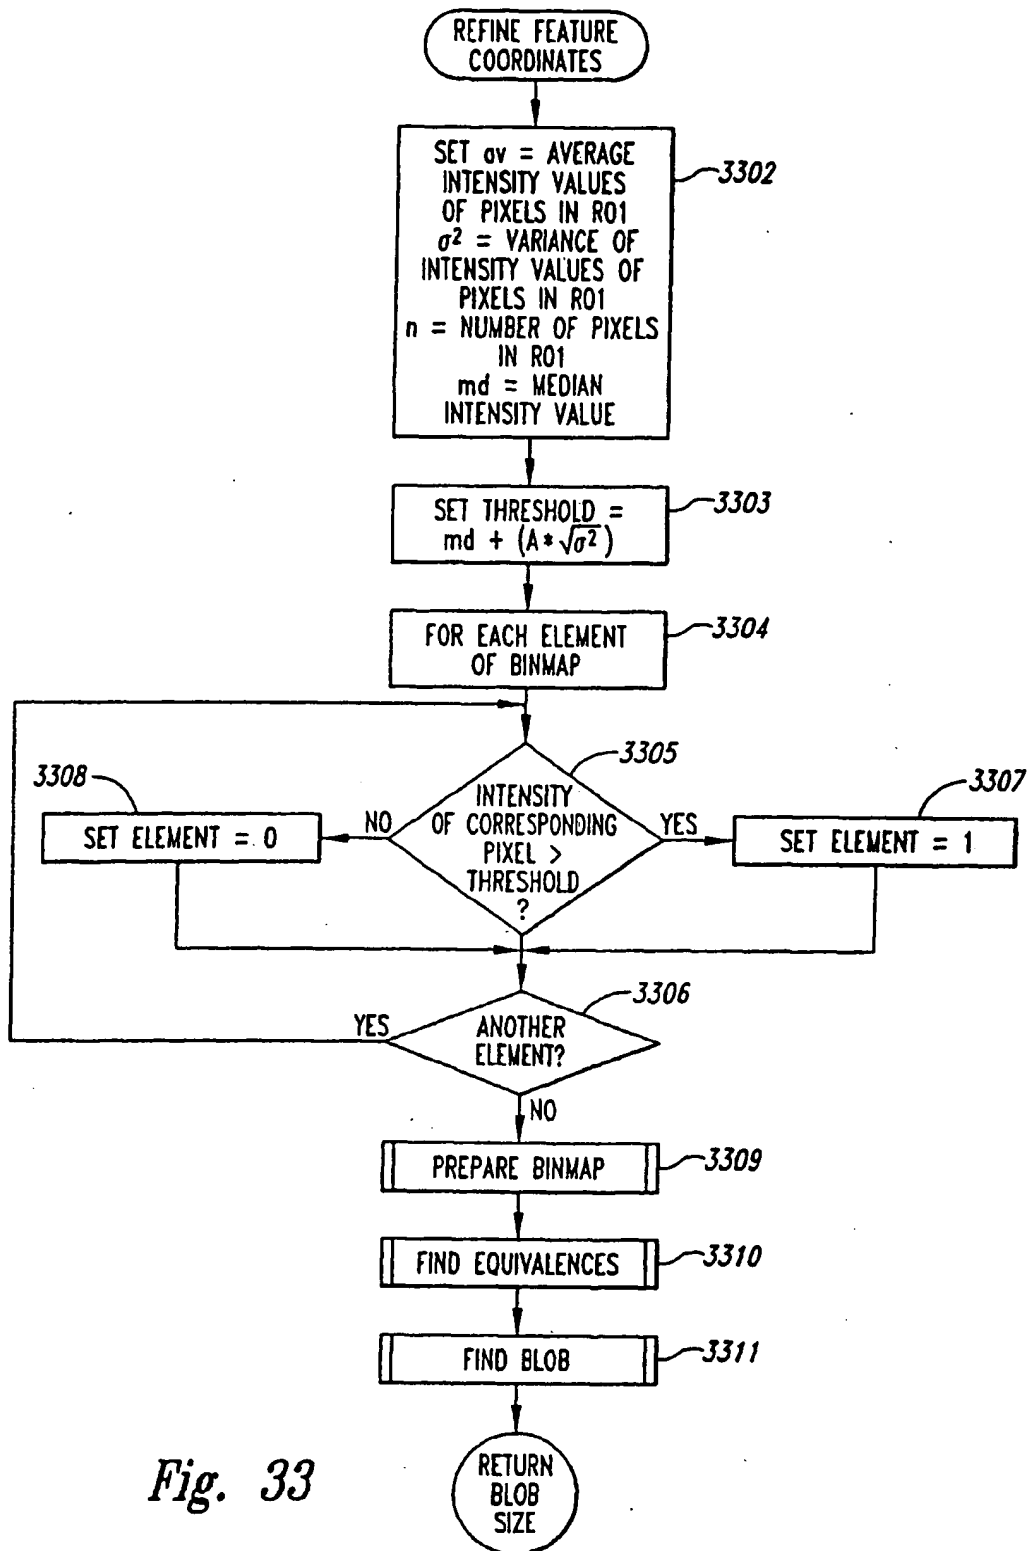 REFINE FEATURE
COORDINATES
SET av = AVERAGE
INTENSITY VALUES
OF PIXELS IN RO1
σ² = VARIANCE OF
INTENSITY VALUES OF
PIXELS IN RO1
n = NUMBER OF PIXELS
IN RO1
md = MEDIAN
INTENSITY VALUE
3302
SET THRESHOLD =
md + (A*√σ²)
3303
FOR EACH ELEMENT
OF BINMAP
3304
3305
INTENSITY
OF CORRESPONDING
PIXEL >
THRESHOLD
?
NO
YES
3308
SET ELEMENT = 0
3307
SET ELEMENT = 1
3306
ANOTHER
ELEMENT?
YES
NO
PREPARE BINMAP
3309
FIND EQUIVALENCES
3310
FIND BLOB
3311
RETURN
BLOB
SIZE
Fig. 33